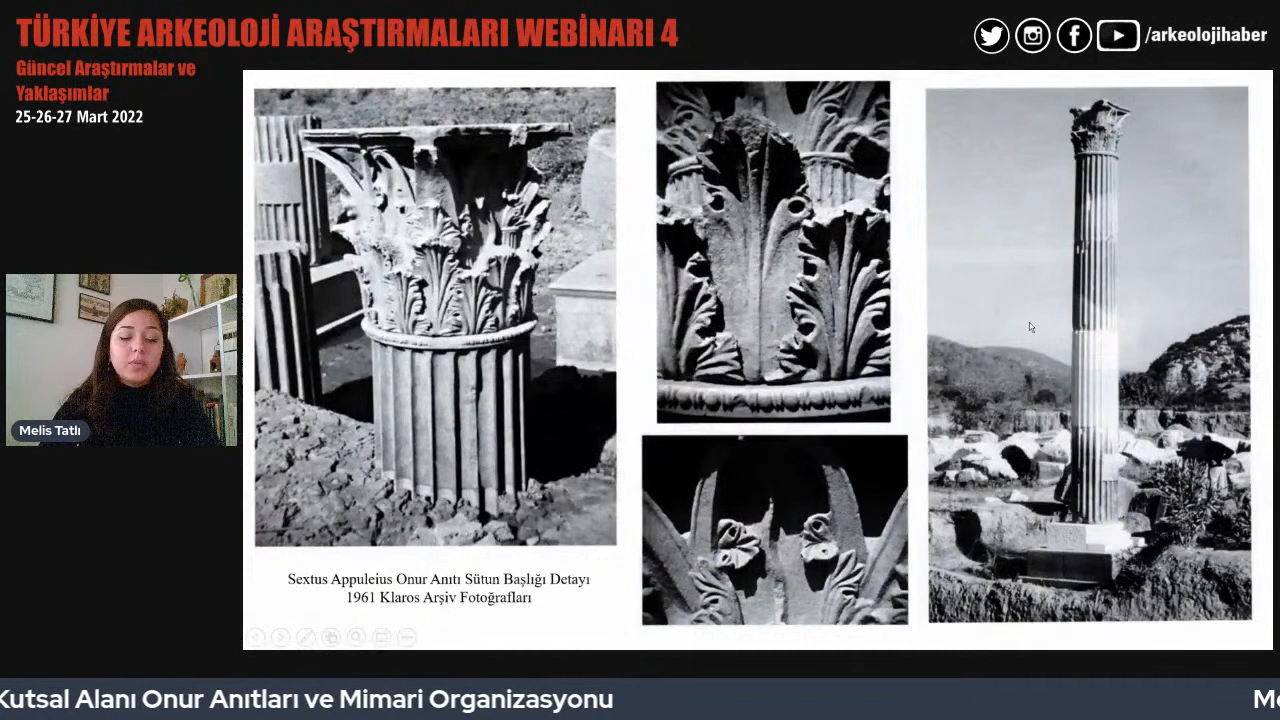 TÜRKİYE ARKEOLOJİ ARAŞTIRMALARI WEBİNARI 4
Güncel Araştırmalar ve
Yaklaşımlar
25-26-27 Mart 2022
/arkeolojihaber
Melis Tatlı
Sextus Appuleius Onur Anıtı Sütun Başlığı Detayı
1961 Klaros Arşiv Fotoğrafları
Kutsal Alanı Onur Anıtları ve Mimari Organizasyonu